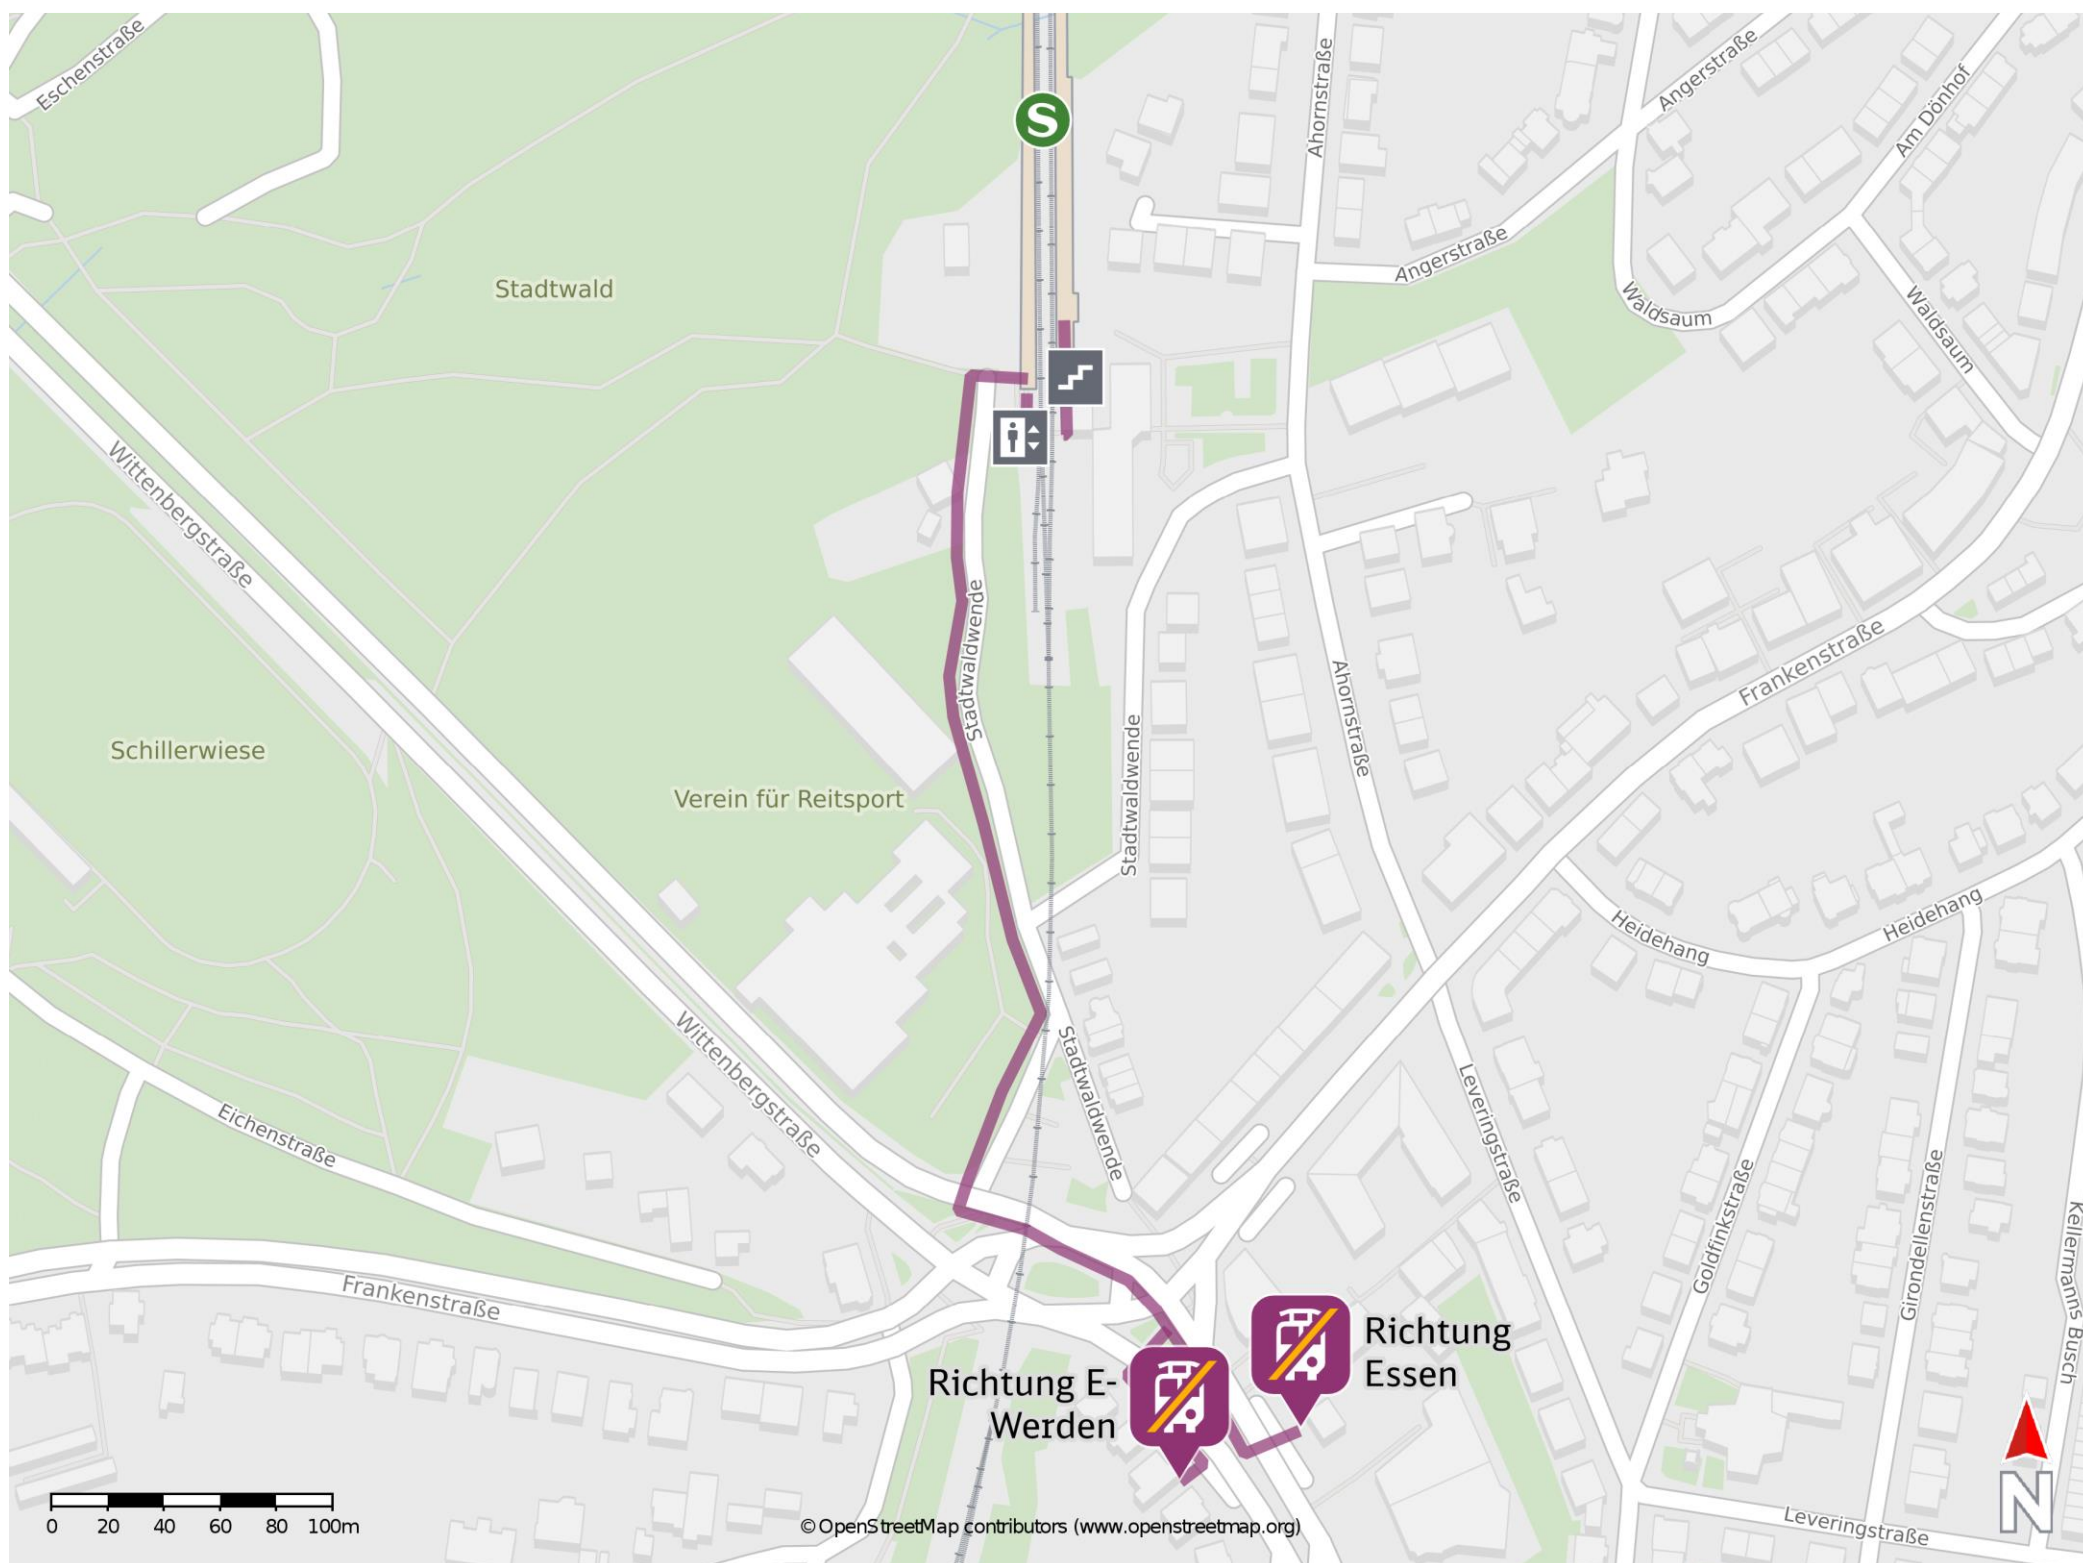 Eschenstraße
S
Ahornstraße
Angerstraße
Am Dönhof
Angerstraße
Stadtwald
Waldsaum
Waldsaum
Wittenbergstraße
Stadtwaldwende
Frankenstraße
Ahornstraße
Schillerwiese
Verein für Reitsport
Stadtwaldwende
Heidehang
Heidehang
Wittenbergstraße
Stadtwaldwende
Leveringstraße
Eichenstraße
Goldfinkstraße
Girondellenstraße
Kellermanns Busch
Frankenstraße
Richtung
Essen
Richtung E-
Werden
N
0 20 40 60 80 100m
© OpenStreetMap contributors (www.openstreetmap.org)
Leveringstraße